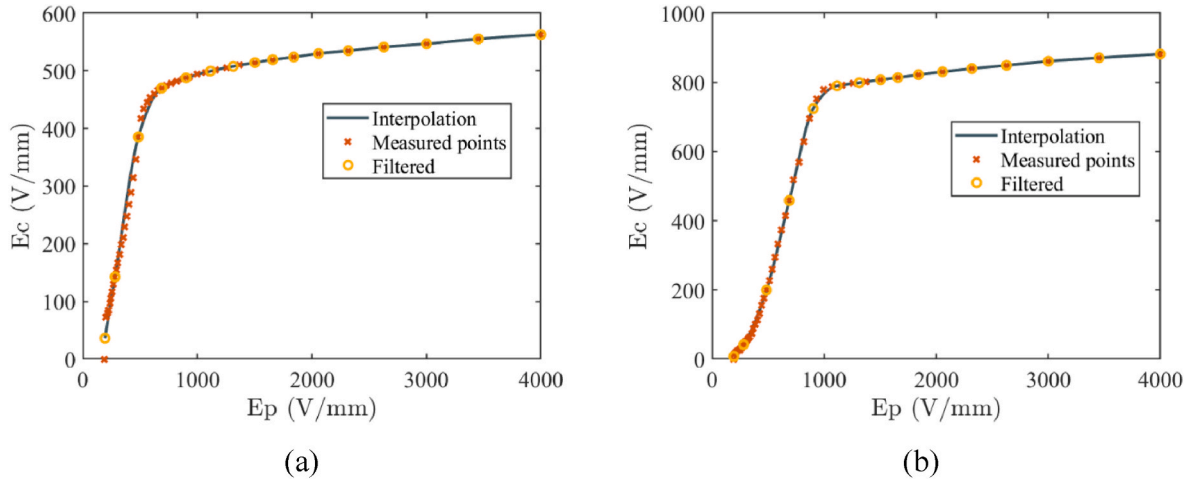 600
500
400
300
200
100
0
Ec (V/mm)
Interpolation
Measured points
Filtered
0 1000 2000 3000 4000
Ep (V/mm)
(a)
1000
800
600
400
200
0
Ec (V/mm)
Interpolation
Measured points
Filtered
0 1000 2000 3000 4000
Ep (V/mm)
(b)